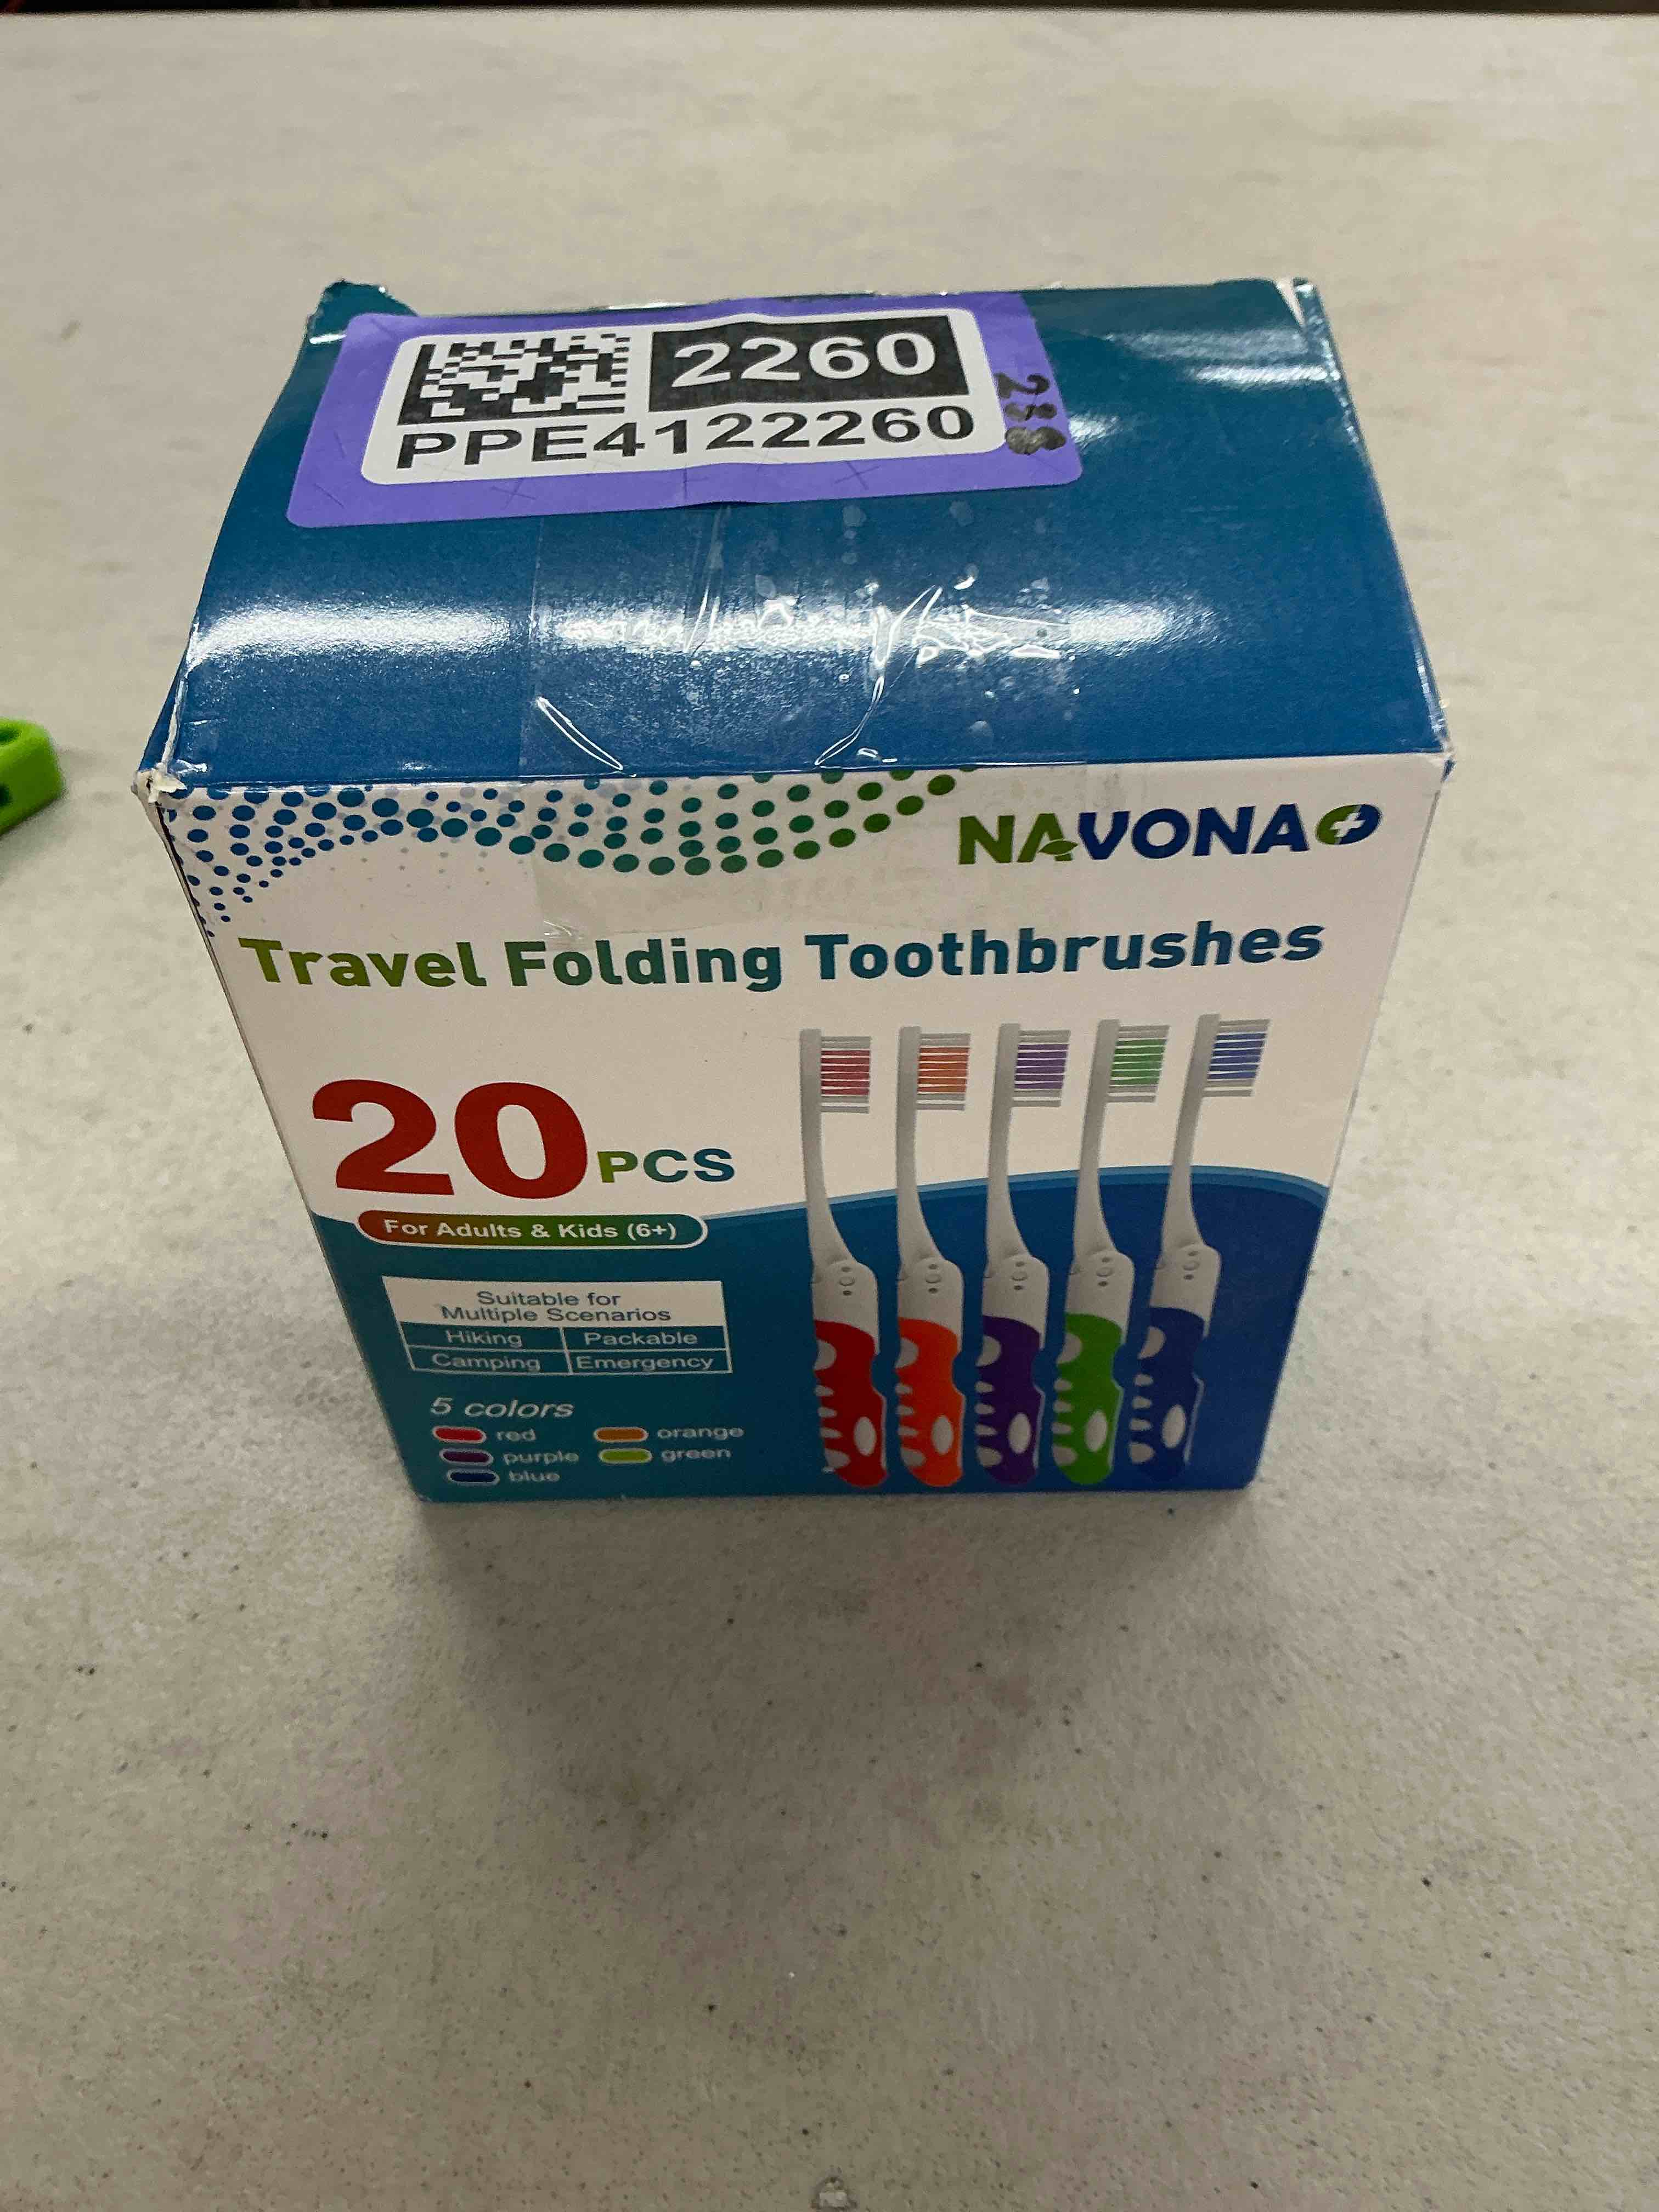 2260
PPE4122260
288
NAVONA
Travel Folding Toothbrushes
20 PCS
For Adults & Kids (6+)
Suitable for
Multiple Scenarios
Hiking Packable
Camping Emergency
5 colors
red orange
purple green
blue